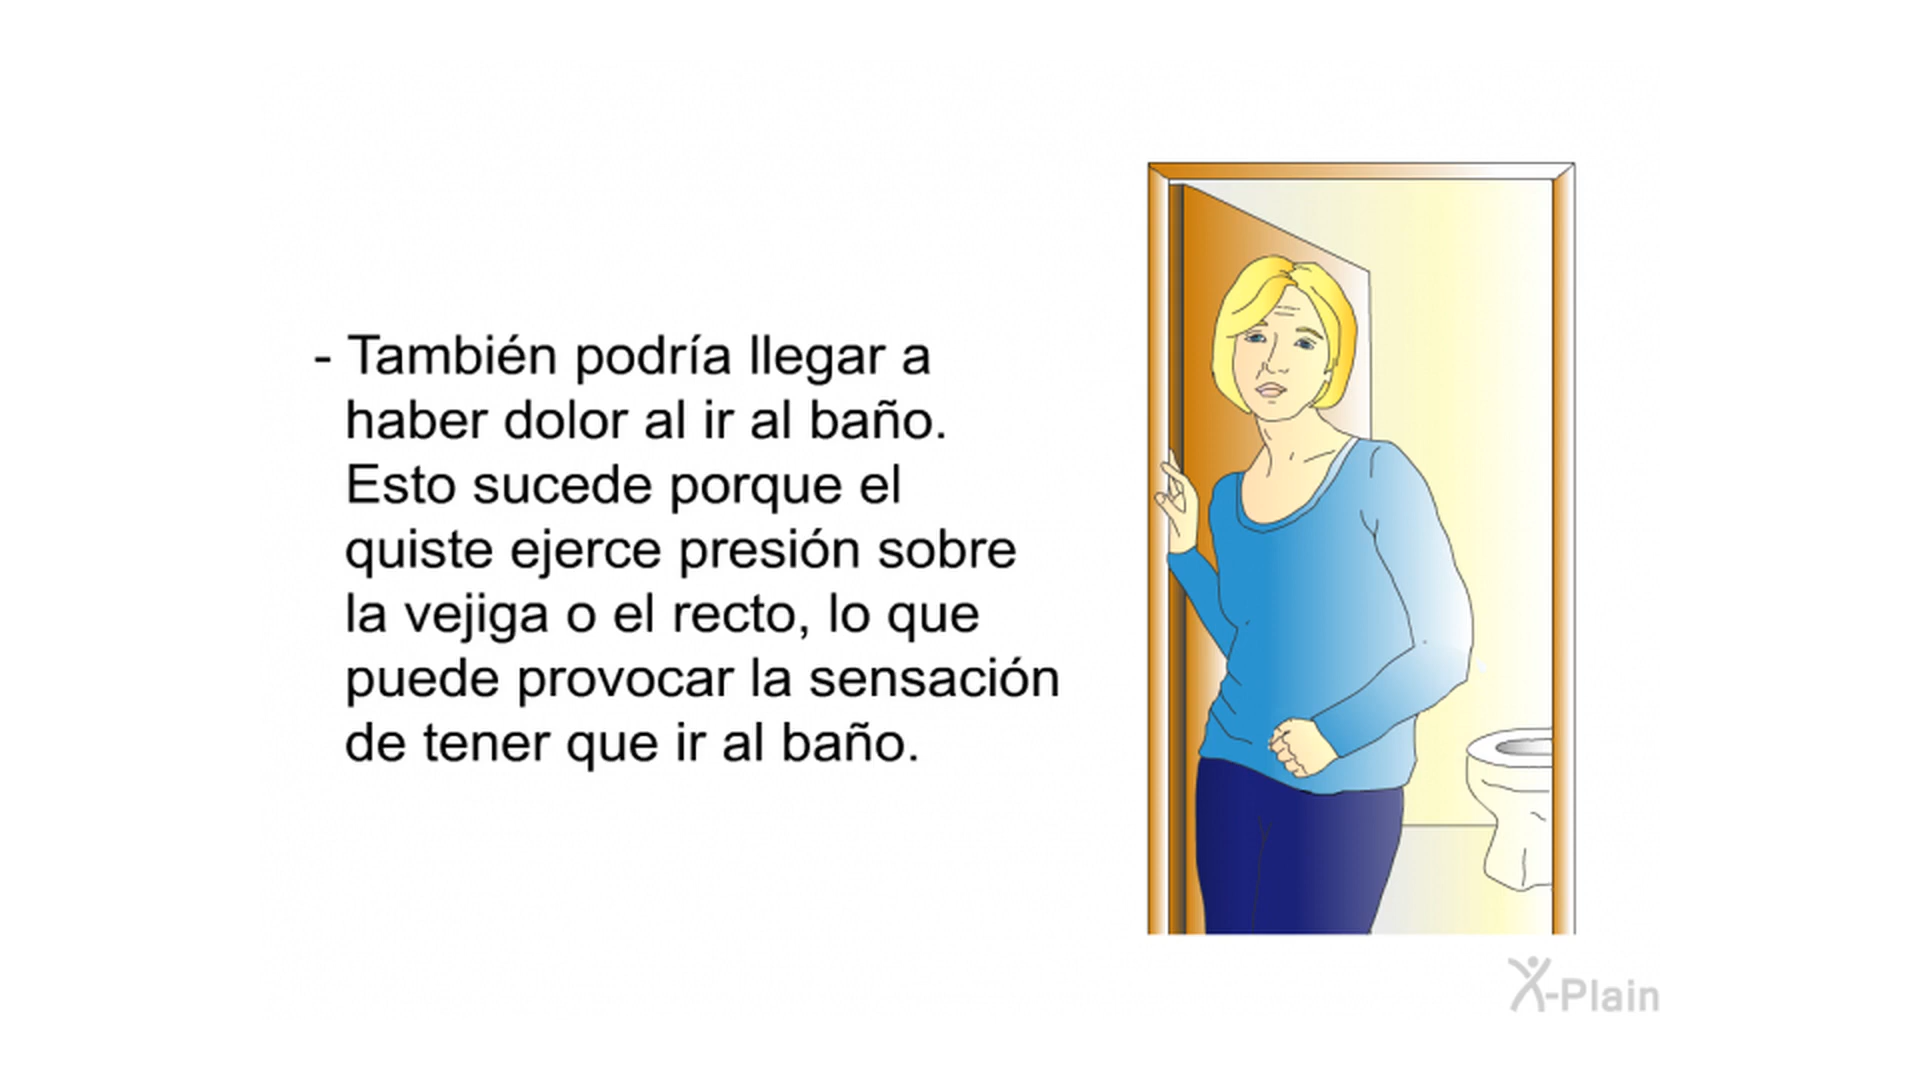 - También podría llegar a
haber dolor al ir al baño.
Esto sucede porque el
quiste ejerce presión sobre
la vejiga o el recto, lo que
puede provocar la sensación
de tener que ir al baño.
X-Plain